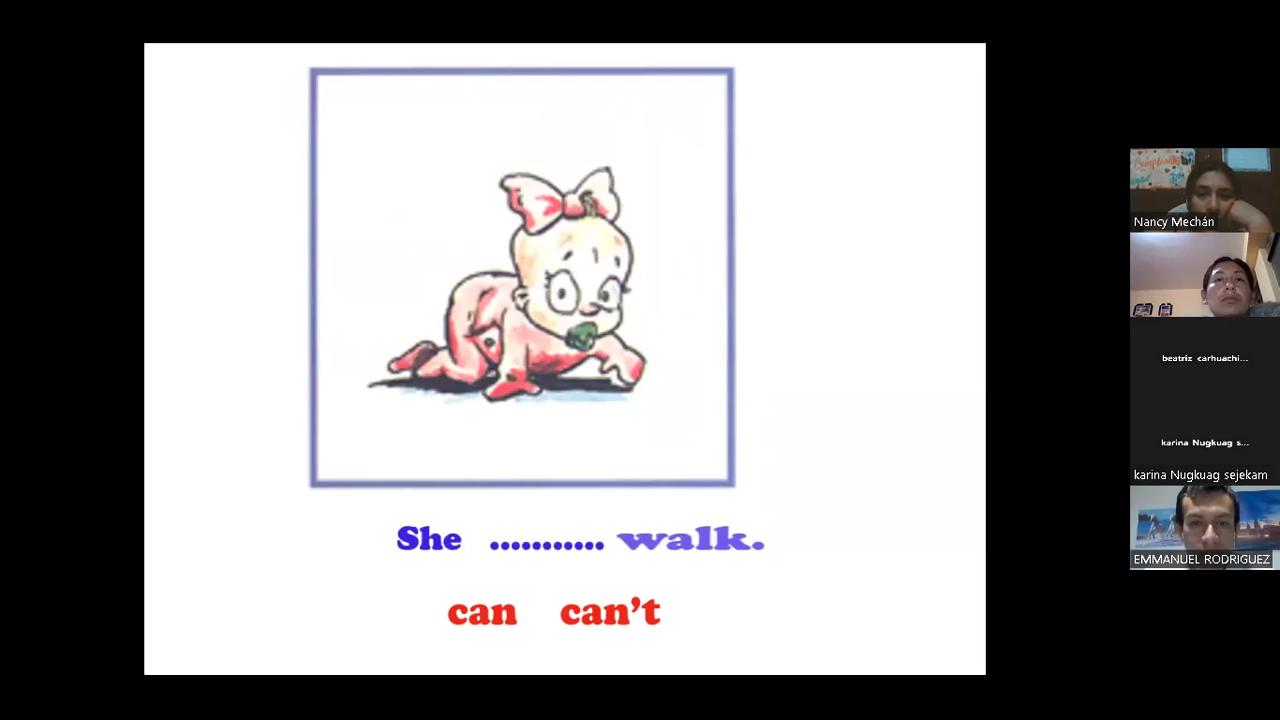 She ........... walk.
can can't
Nancy Mechán
beatriz carhuachi...
karina Nugkuag s...
karina Nugkuag sejekam
EMMANUEL RODRIGUEZ